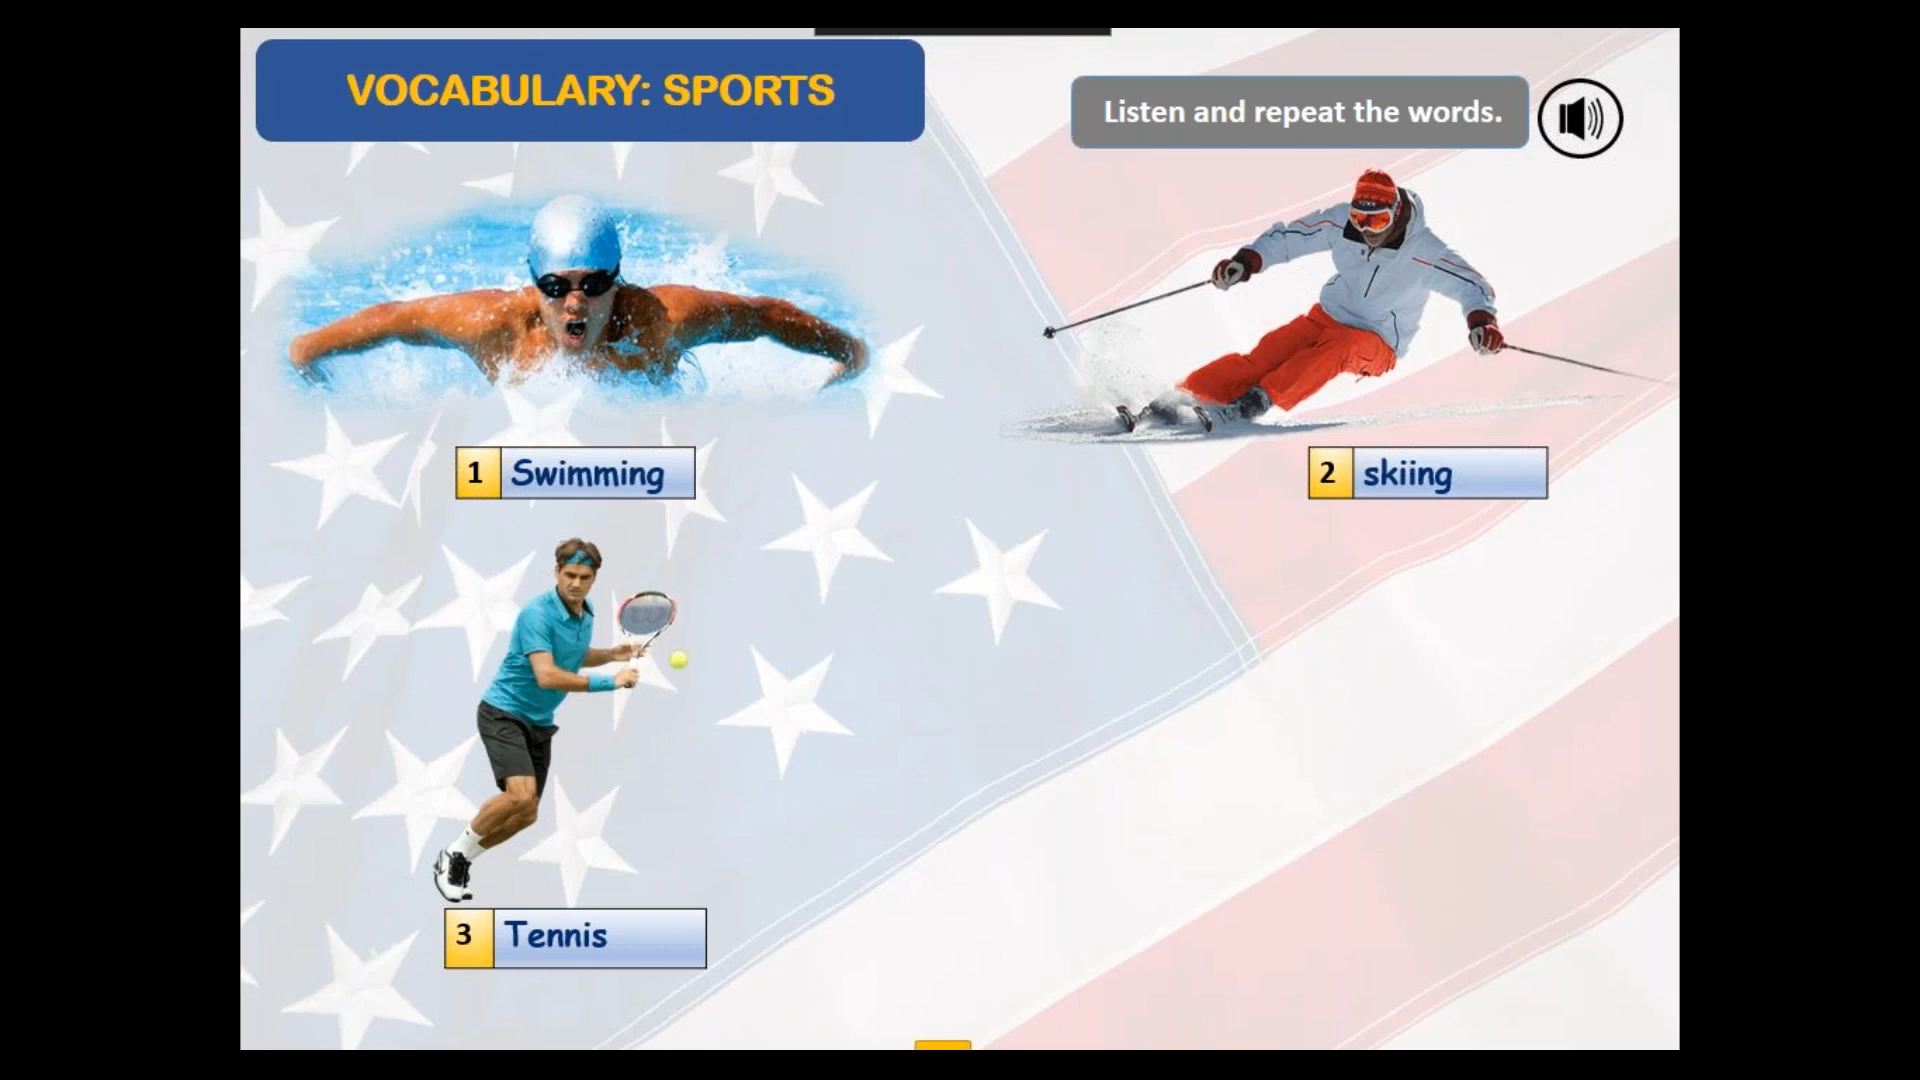 VOCABULARY: SPORTS
Listen and repeat the words.
1 Swimming
2 skiing
3 Tennis